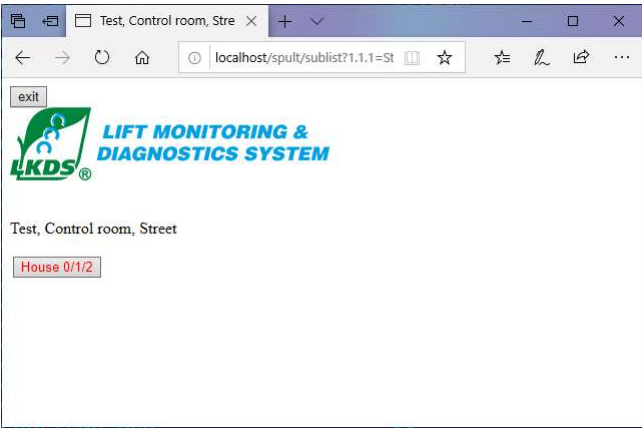 Test, Control room, Stre
localhost/spult/sublist?1.1.1=St
exit
LIFT MONITORING &
DIAGNOSTICS SYSTEM
LKDS®
Test, Control room, Street
House 0/1/2